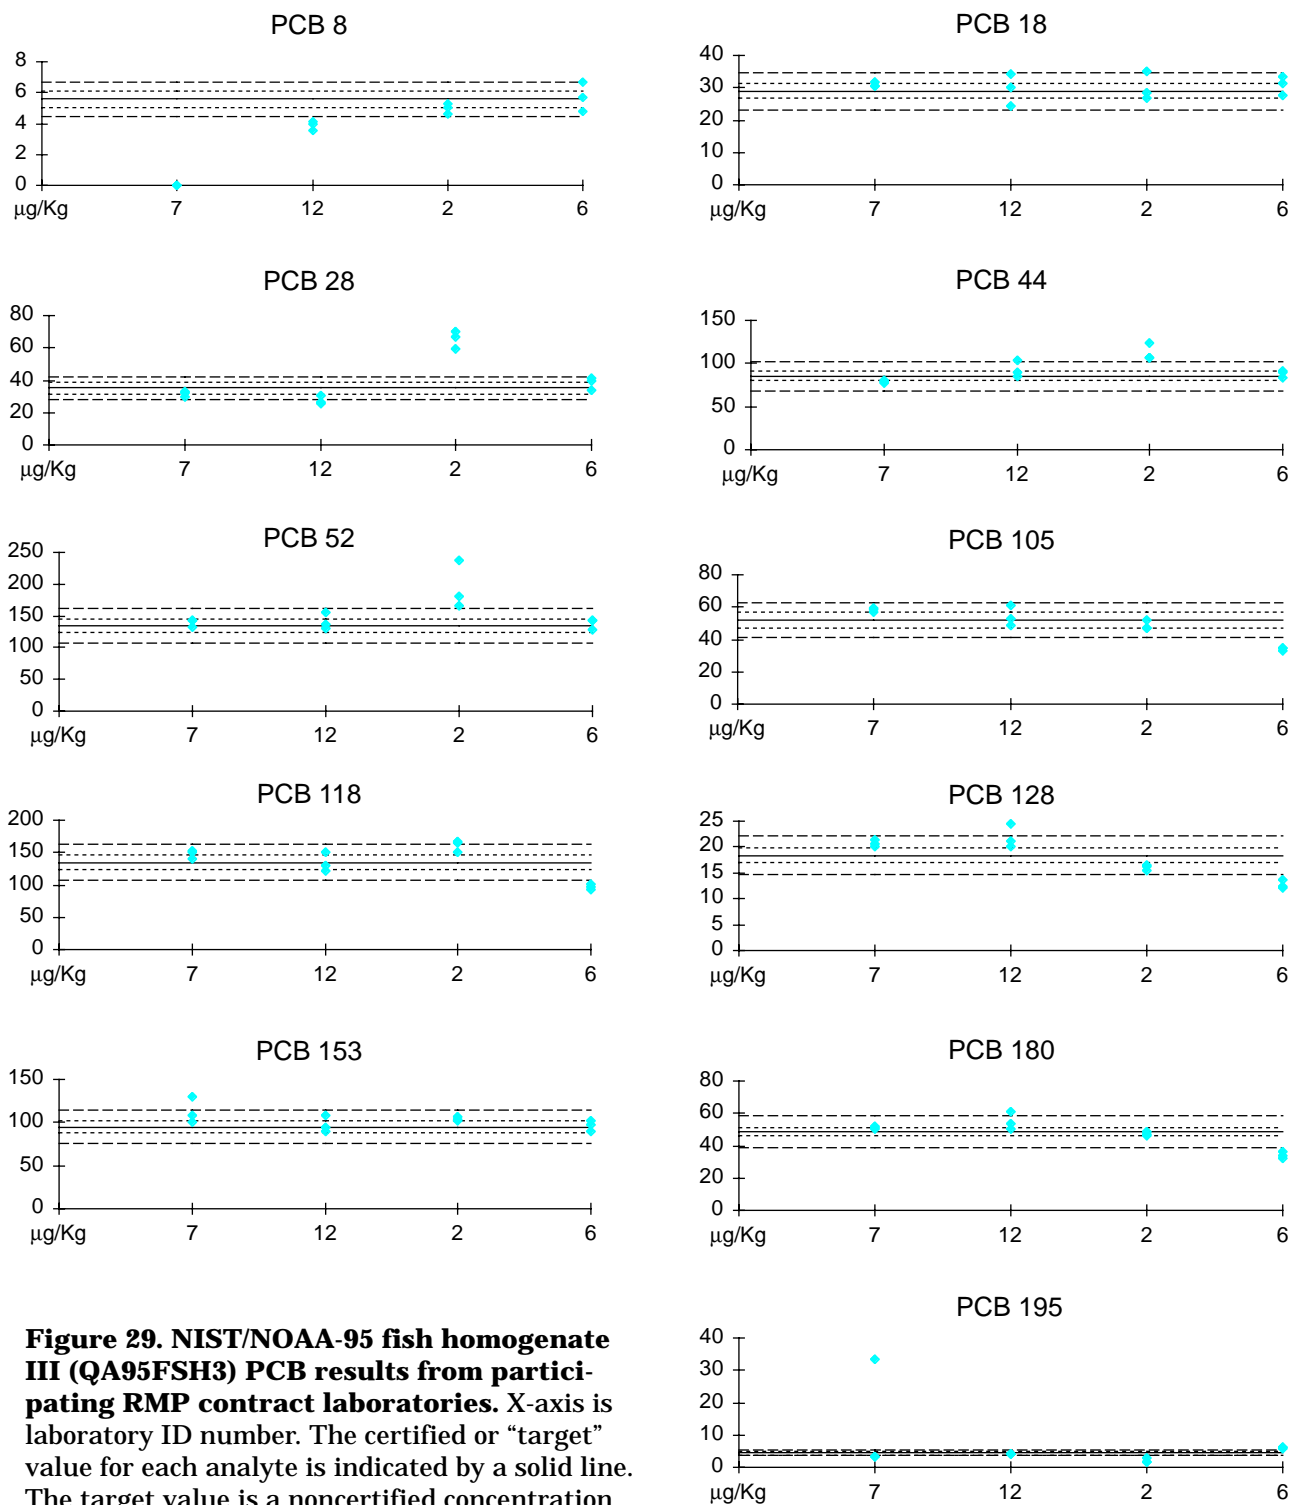 PCB 8
8
6
4
2
0
µg/Kg 7 12 2 6
PCB 18
40
30
20
10
0
µg/Kg 7 12 2 6
PCB 28
80
60
40
20
0
µg/Kg 7 12 2 6
PCB 44
150
100
50
0
µg/Kg 7 12 2 6
PCB 52
250
200
150
100
50
0
µg/Kg 7 12 2 6
PCB 105
80
60
40
20
0
µg/Kg 7 12 2 6
PCB 118
200
150
100
50
0
µg/Kg 7 12 2 6
PCB 128
25
20
15
10
5
0
µg/Kg 7 12 2 6
PCB 153
150
100
50
0
µg/Kg 7 12 2 6
PCB 180
80
60
40
20
0
µg/Kg 7 12 2 6
PCB 195
40
30
20
10
0
µg/Kg 7 12 2 6
Figure 29. NIST/NOAA-95 fish homogenate
III (QA95FSH3) PCB results from partici-
pating RMP contract laboratories. X-axis is
laboratory ID number. The certified or “target”
value for each analyte is indicated by a solid line.
The target value is a noncertified concentration